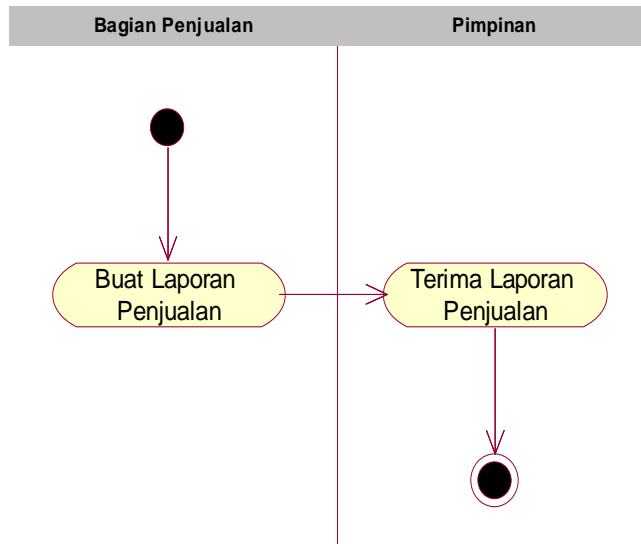 Bagian Penjualan
Pimpinan
Buat Laporan
Penjualan
Terima Laporan
Penjualan